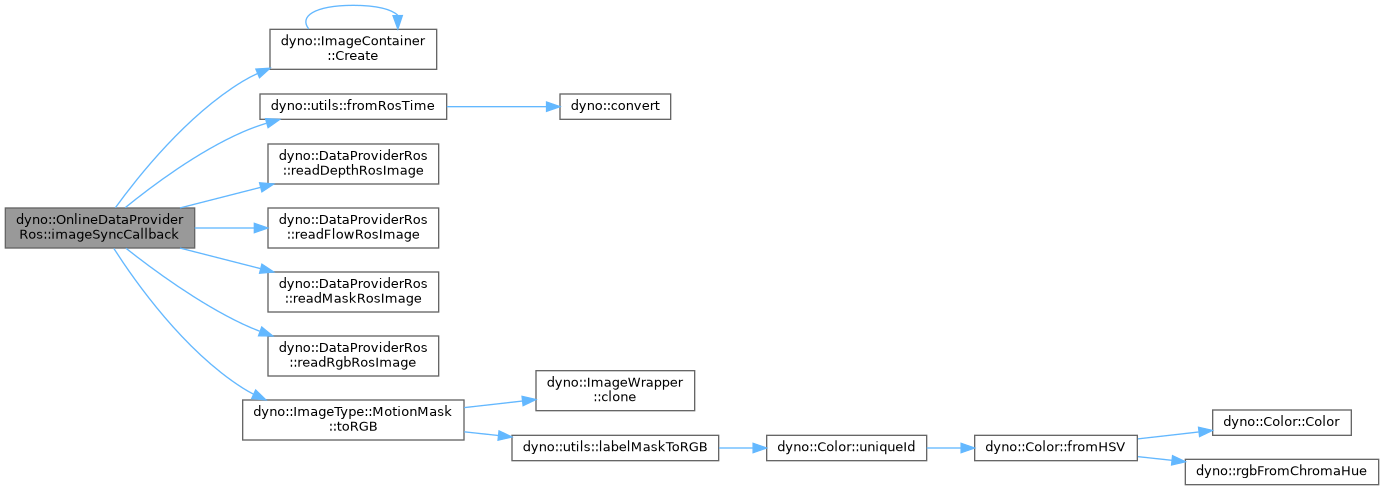 dyno::OnlineDataProvider
Ros::imageSyncCallback
dyno::ImageContainer
::Create
dyno::utils::fromRosTime
dyno::convert
dyno::DataProviderRos
::readDepthRosImage
dyno::DataProviderRos
::readFlowRosImage
dyno::DataProviderRos
::readMaskRosImage
dyno::DataProviderRos
::readRgbRosImage
dyno::ImageType::MotionMask
::toRGB
dyno::ImageWrapper
::clone
dyno::utils::labelMaskToRGB
dyno::Color::uniqueId
dyno::Color::fromHSV
dyno::Color::Color
dyno::rgbFromChromaHue